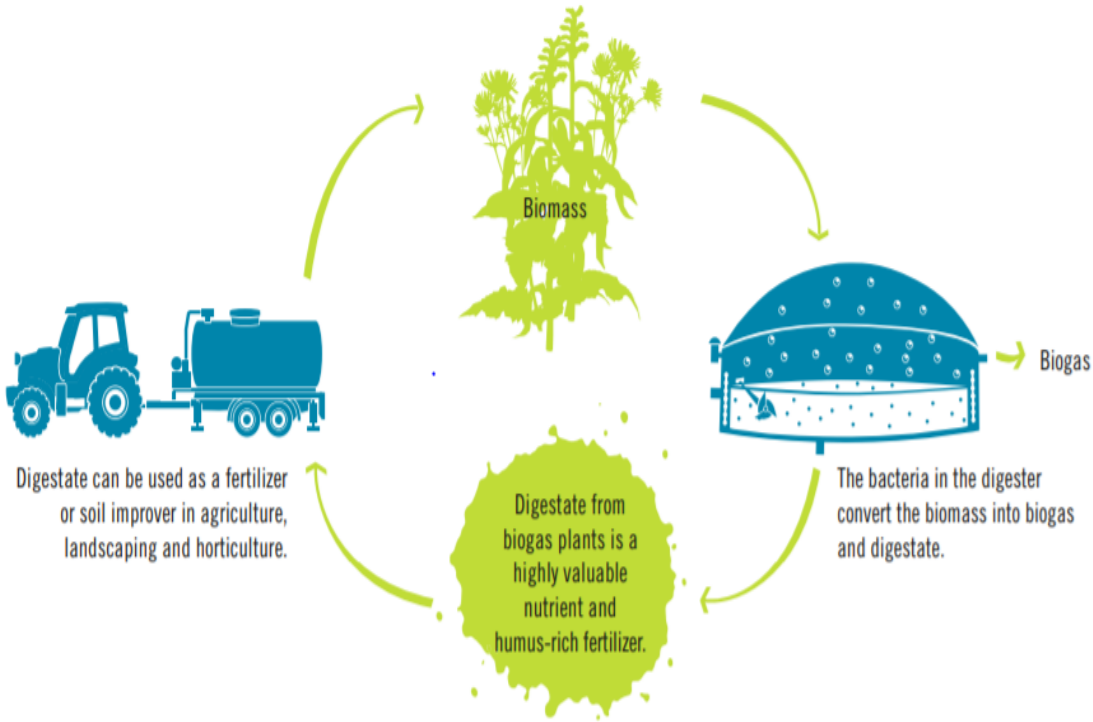 Biomass
Biogas
The bacteria in the digester
convert the biomass into biogas
and digestate.
Digestate from
biogas plants is a
highly valuable
nutrient and
humus-rich fertilizer.
Digestate can be used as a fertilizer
or soil improver in agriculture,
landscaping and horticulture.